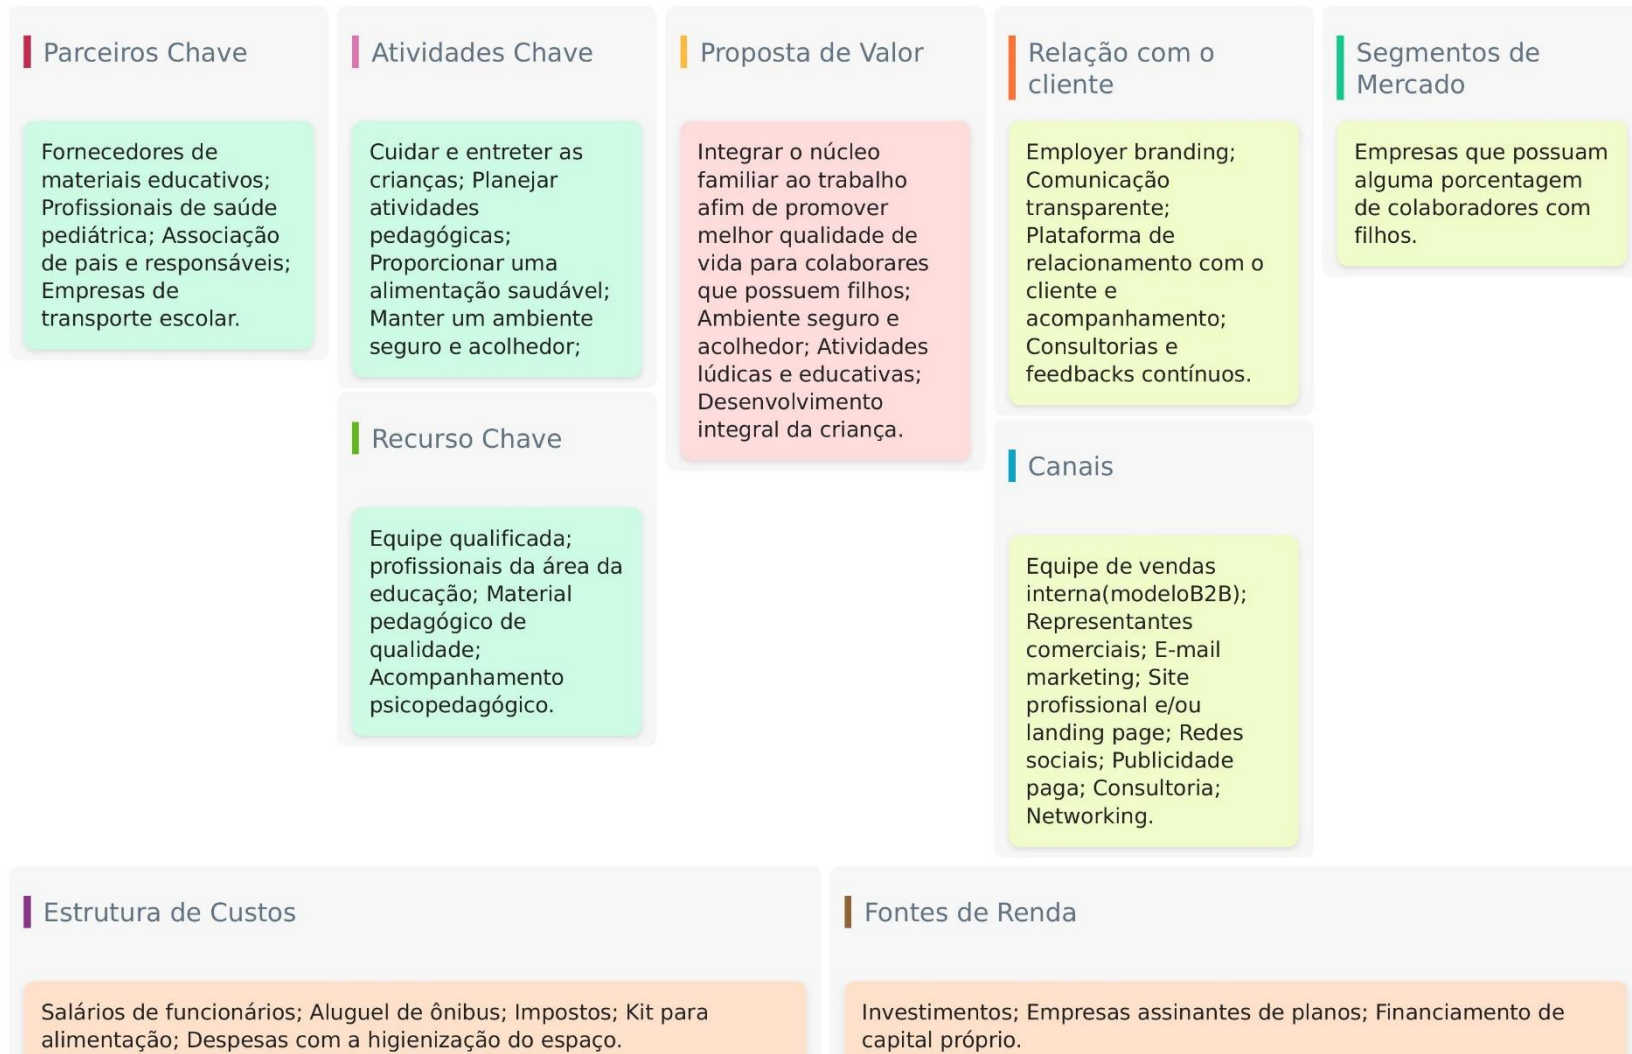 Parceiros Chave
Fornecedores de
materiais educativos;
Profissionais de saúde
pediátrica; Associação
de pais e responsáveis;
Empresas de
transporte escolar.
Atividades Chave
Cuidar e entreter as
crianças; Planejar
atividades
pedagógicas;
Proporcionar uma
alimentação saudável;
Manter um ambiente
seguro e acolhedor;
Recurso Chave
Equipe qualificada;
profissionais da área da
educação; Material
pedagógico de
qualidade;
Acompanhamento
psicopedagógico.
Proposta de Valor
Integrar o núcleo
familiar ao trabalho
afim de promover
melhor qualidade de
vida para colaborares
que possuem filhos;
Ambiente seguro e
acolhedor; Atividades
lúdicas e educativas;
Desenvolvimento
integral da criança.
Relação com o
cliente
Employer branding;
Comunicação
transparente;
Plataforma de
relacionamento com o
cliente e
acompanhamento;
Consultorias e
feedbacks contínuos.
Canais
Equipe de vendas
interna(modeloB2B);
Representantes
comerciais; E-mail
marketing; Site
profissional e/ou
landing page; Redes
sociais; Publicidade
paga; Consultoria;
Networking.
Segmentos de
Mercado
Empresas que possuam
alguma porcentagem
de colaboradores com
filhos.
Estrutura de Custos
Salários de funcionários; Aluguel de ônibus; Impostos; Kit para
alimentação; Despesas com a higienização do espaço.
Fontes de Renda
Investimentos; Empresas assinantes de planos; Financiamento de
capital próprio.